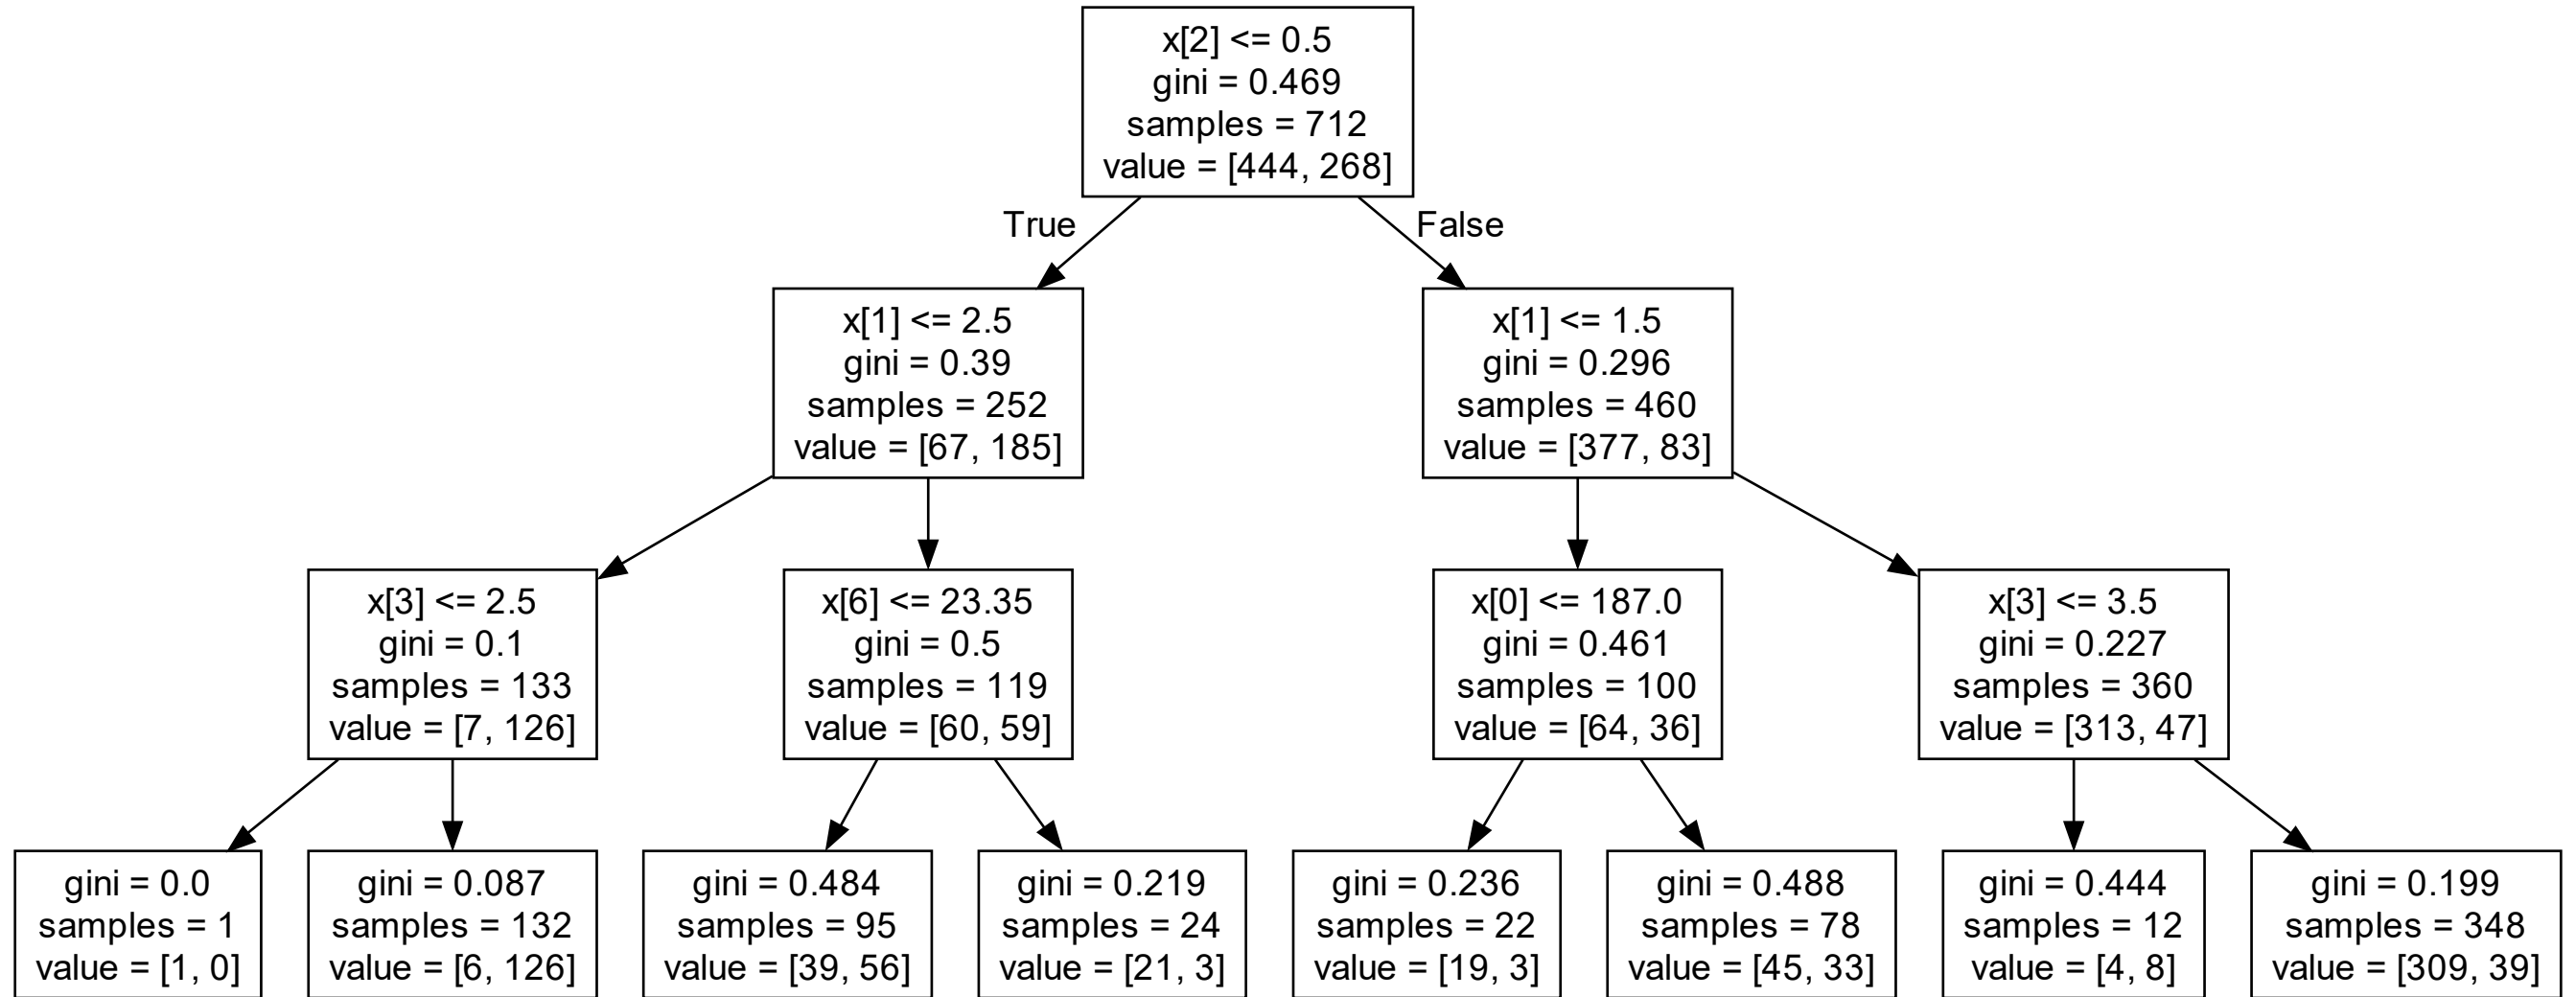 x[2] <= 0.5
gini = 0.469
samples = 712
value = [444, 268]
True
False
x[1] <= 2.5
gini = 0.39
samples = 252
value = [67, 185]
x[1] <= 1.5
gini = 0.296
samples = 460
value = [377, 83]
x[3] <= 2.5
gini = 0.1
samples = 133
value = [7, 126]
x[6] <= 23.35
gini = 0.5
samples = 119
value = [60, 59]
x[0] <= 187.0
gini = 0.461
samples = 100
value = [64, 36]
x[3] <= 3.5
gini = 0.227
samples = 360
value = [313, 47]
gini = 0.0
samples = 1
value = [1, 0]
gini = 0.087
samples = 132
value = [6, 126]
gini = 0.484
samples = 95
value = [39, 56]
gini = 0.219
samples = 24
value = [21, 3]
gini = 0.236
samples = 22
value = [19, 3]
gini = 0.488
samples = 78
value = [45, 33]
gini = 0.444
samples = 12
value = [4, 8]
gini = 0.199
samples = 348
value = [309, 39]